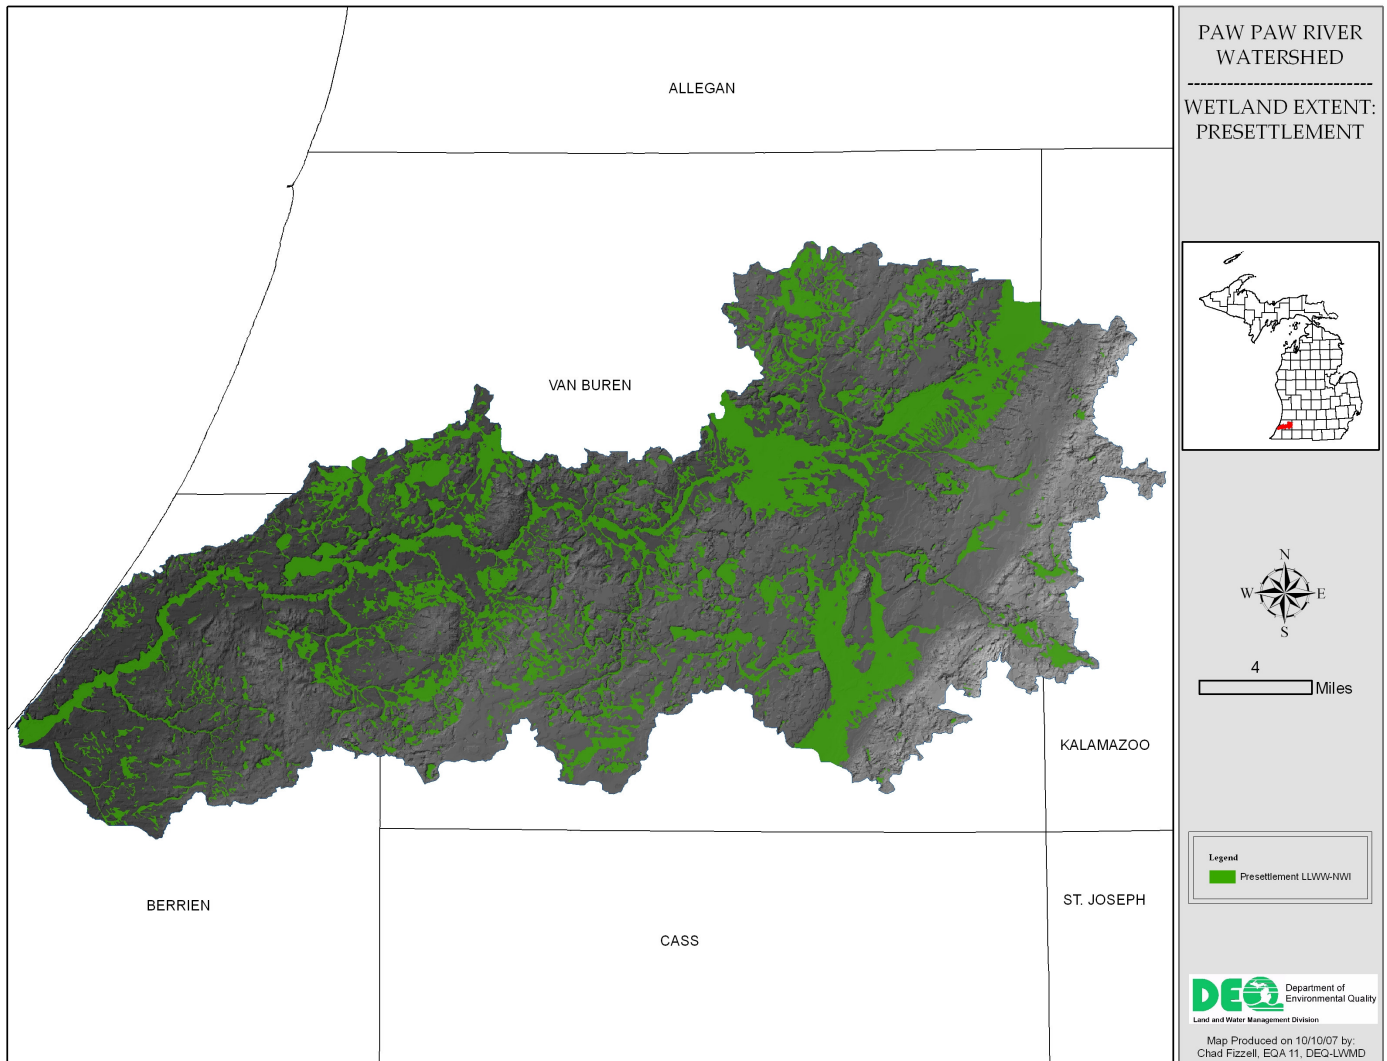 PAW PAW RIVER
WATERSHED
-----------------------------
WETLAND EXTENT:
PRESETTLEMENT
ALLEGAN
VAN BUREN
KALAMAZOO
BERRIEN
CASS
ST. JOSEPH
N
W E
S
4
Miles
Legend
Presettlement LLWW-NWI
DEQ
Department of
Environmental Quality
Land and Water Management Division
Map Produced on 10/10/07 by:
Chad Fizzell, EQA 11, DEQ-LWMD